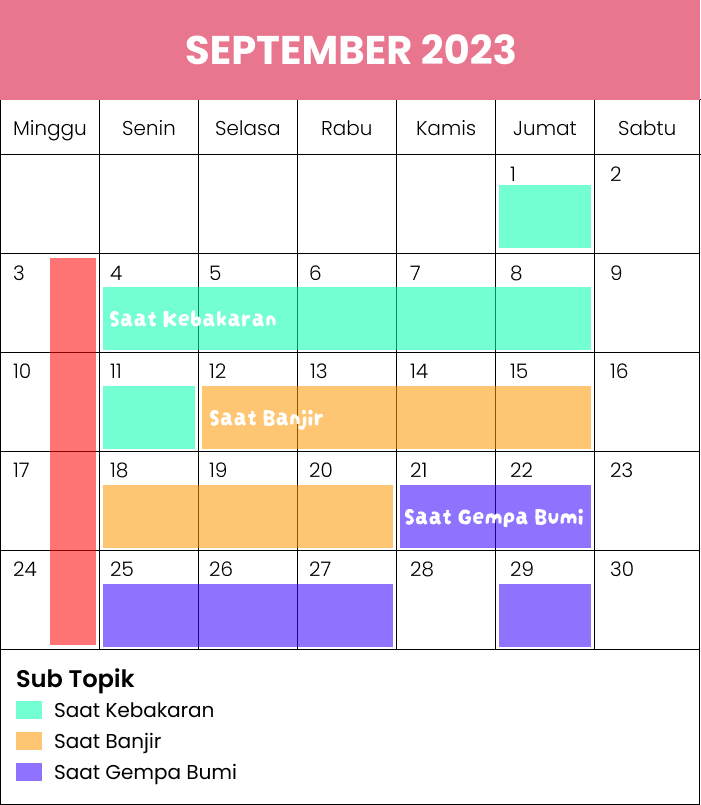 SEPTEMBER 2023
Minggu Senin Selasa Rabu Kamis Jumat Sabtu
1 2
3 4 5 6 7 8 9
Saat Kebakaran
10 11 12 13 14 15 16
Saat Banjir
17 18 19 20 21 22 23
Saat Gempa Bumi
24 25 26 27 28 29 30
Sub Topik
Saat Kebakaran
Saat Banjir
Saat Gempa Bumi